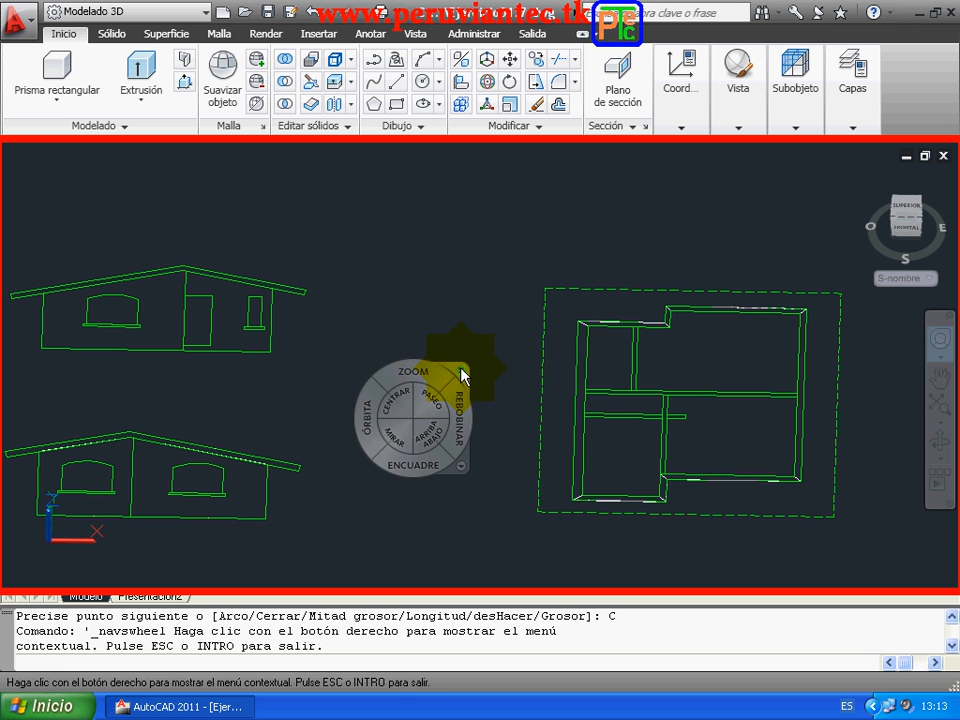 www.peruviantec.tk
PTeC
Modelado 3D
palabra clave o frase
Inicio
Sólido
Superficie
Malla
Render
Insertar
Anotar
Vista
Administrar
Salida
Prisma rectangular
Extrusión
Suavizar objeto
Plano de sección
Coord...
Vista
Subobjeto
Capas
Modelado
Malla
Editar sólidos
Dibujo
Modificar
Sección
SUPERIOR
FRONTAL
O
E
S
S-nombre
ZOOM
CENTRAR
PASEO
ÓRBITA
REBOBINAR
MIRAR
ARRIBA/ABAJO
ENCUADRE
Modelo
Presentación2
Precise punto siguiente o [Arco/Cerrar/Mitad grosor/Longitud/desHacer/Grosor]: C
Comando: '_navswheel Haga clic con el botón derecho para mostrar el menú
contextual. Pulse ESC o INTRO para salir.
Haga clic con el botón derecho para mostrar el menú contextual. Pulse ESC o INTRO para salir.
Inicio
AutoCAD 2011 - [Ejer...
ES
13:13